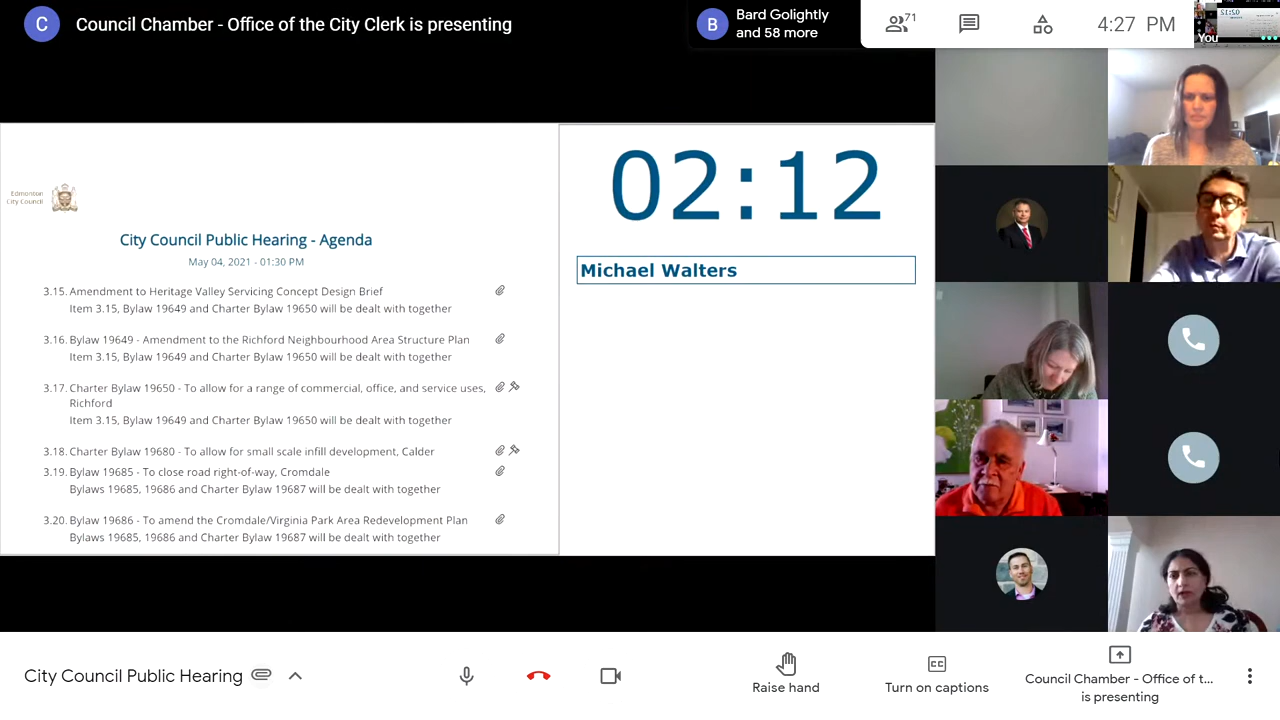 C
Council Chamber - Office of the City Clerk is presenting
B
Bard Golightly
and 58 more
71
4:27 PM
You
Edmonton
City Council
City Council Public Hearing - Agenda
May 04, 2021 - 01:30 PM
3.15. Amendment to Heritage Valley Servicing Concept Design Brief
Item 3.15, Bylaw 19649 and Charter Bylaw 19650 will be dealt with together
3.16. Bylaw 19649 - Amendment to the Richford Neighbourhood Area Structure Plan
Item 3.15, Bylaw 19649 and Charter Bylaw 19650 will be dealt with together
3.17. Charter Bylaw 19650 - To allow for a range of commercial, office, and service uses,
Richford
Item 3.15, Bylaw 19649 and Charter Bylaw 19650 will be dealt with together
3.18. Charter Bylaw 19680 - To allow for small scale infill development, Calder
3.19. Bylaw 19685 - To close road right-of-way, Cromdale
Bylaws 19685, 19686 and Charter Bylaw 19687 will be dealt with together
3.20. Bylaw 19686 - To amend the Cromdale/Virginia Park Area Redevelopment Plan
Bylaws 19685, 19686 and Charter Bylaw 19687 will be dealt with together
02:12
Michael Walters
City Council Public Hearing
Raise hand
CC
Turn on captions
Council Chamber - Office of t...
is presenting